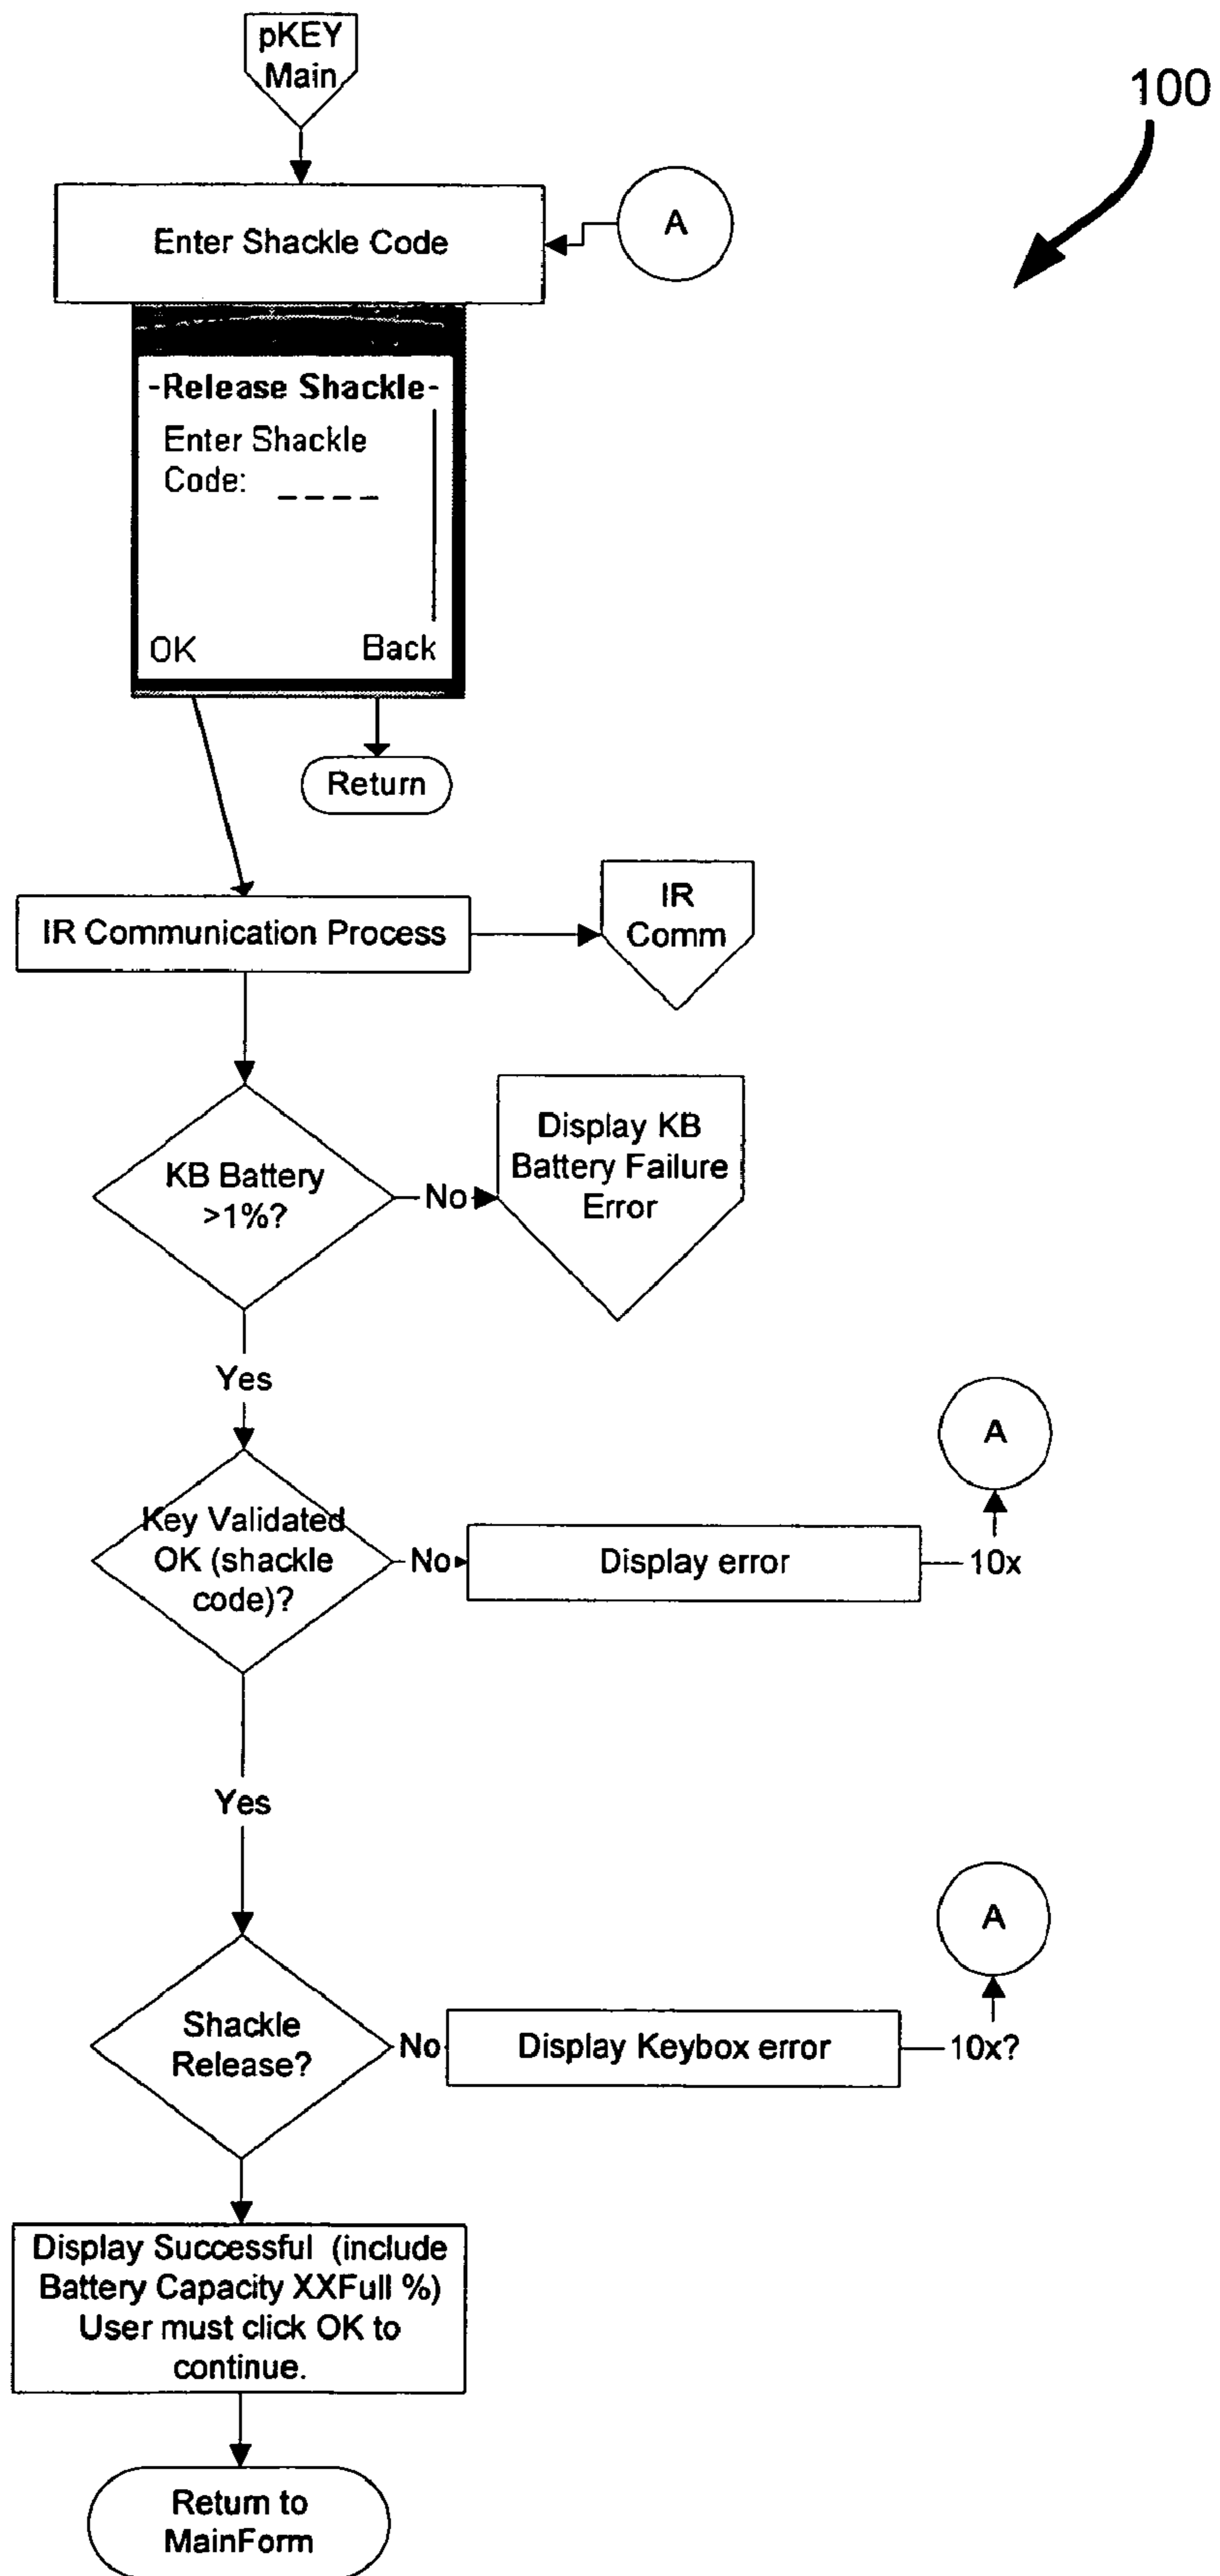 pKEY
Main
100
Enter Shackle Code
A
-Release Shackle-
Enter Shackle
Code: _ _ _ _
OK Back
Return
IR Communication Process
IR
Comm
KB Battery
>1%?
No
Display KB
Battery Failure
Error
Yes
A
Key Validated
OK (shackle
code)?
No
Display error
10x
Yes
A
Shackle
Release?
No
Display Keybox error
10x?
Display Successful (include
Battery Capacity XXFull %)
User must click OK to
continue.
Return to
MainForm